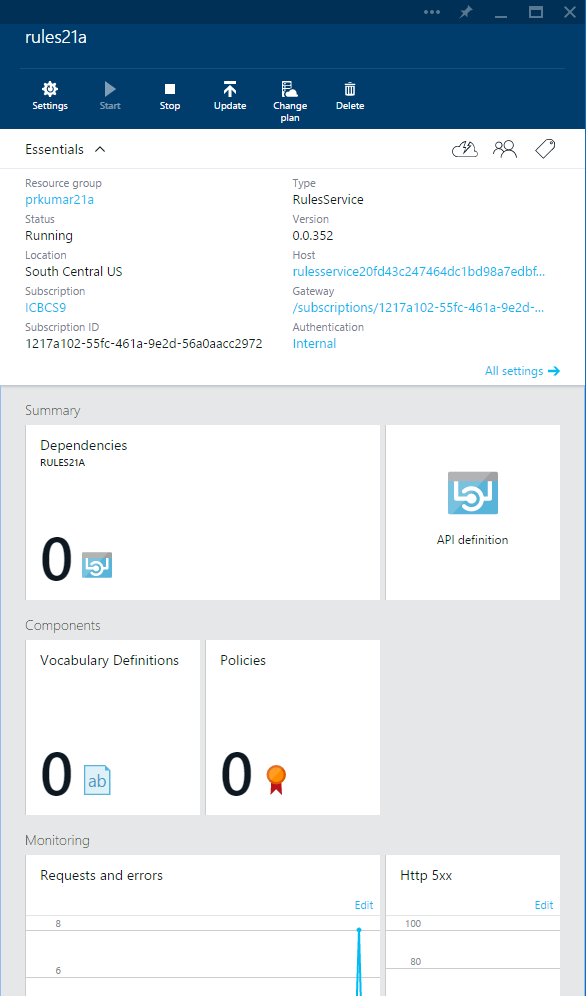 rules21a
Settings
Start
Stop
Update
Change plan
Delete
Essentials
Resource group
prkumar21a
Type
RulesService
Status
Running
Version
0.0.352
Location
South Central US
Host
rulesservice20fd43c247464dc1bd98a7edbf...
Subscription
ICBCS9
Gateway
/subscriptions/1217a102-55fc-461a-9e2d-...
Subscription ID
1217a102-55fc-461a-9e2d-56a0aacc2972
Authentication
Internal
All settings
Summary
Dependencies
RULES21A
0
API definition
Components
Vocabulary Definitions
0
ab
Policies
0
Monitoring
Requests and errors
Edit
8
6
Http 5xx
Edit
100
80